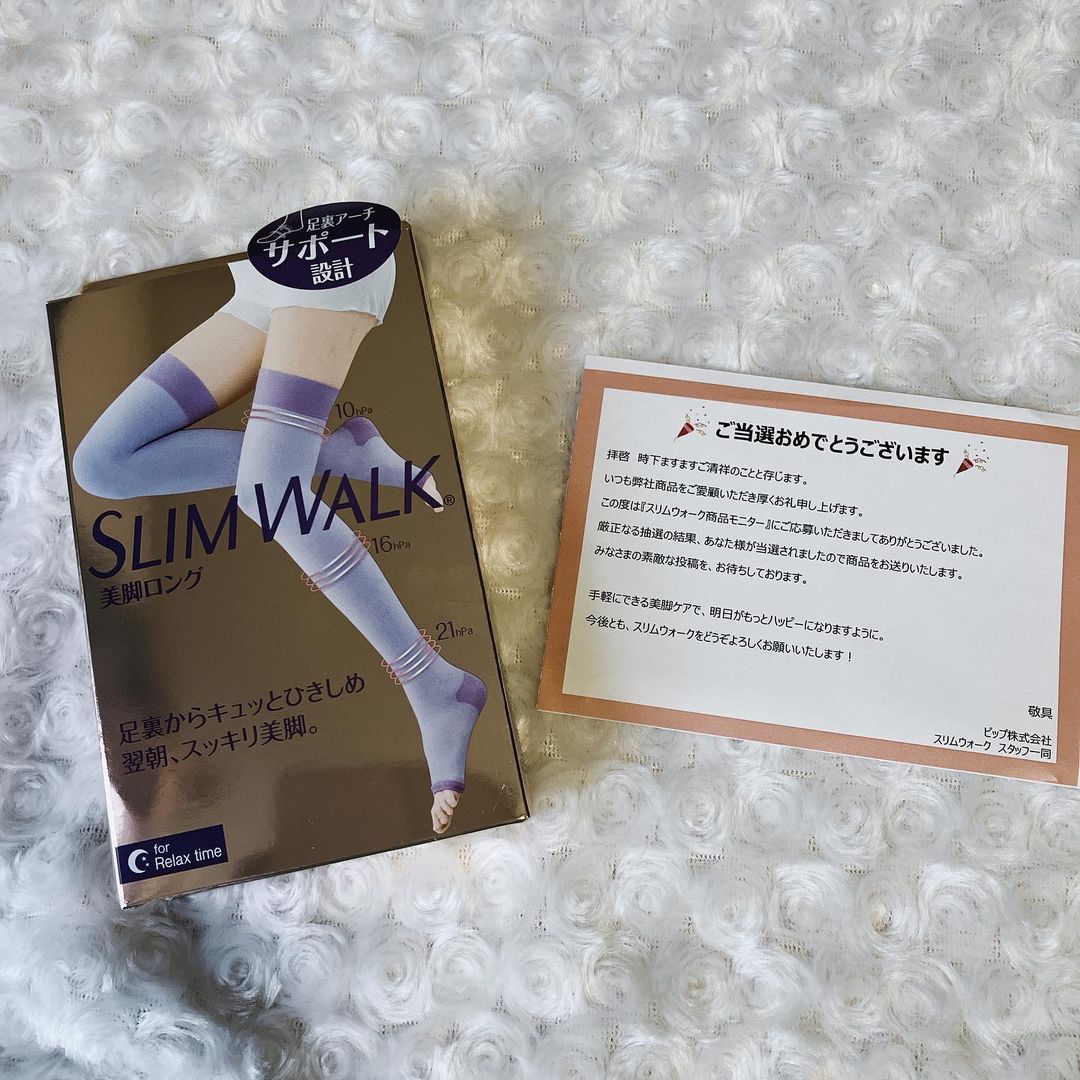 足裏アーチ
サポート
設計
10hPa
SLIM WALK®
美脚ロング
16hPa
21hPa
足裏からキュッとひきしめ
翌朝、スッキリ美脚。
for
Relax time
ご当選おめでとうございます
拝啓 時下ますますご清祥のことと存じます。
いつも弊社商品をご愛顧いただき厚くお礼申し上げます。
この度は『スリムウォーク商品モニター』にご応募いただきましてありがとうございました。
厳正なる抽選の結果、あなた様が当選されましたので商品をお送りいたします。
みなさまの素敵な投稿を、お待ちしております。
手軽にできる美脚ケアで、明日がもっとハッピーになりますように。
今後とも、スリムウォークをどうぞよろしくお願いいたします！
敬具
ピップ株式会社
スリムウォーク スタッフ一同